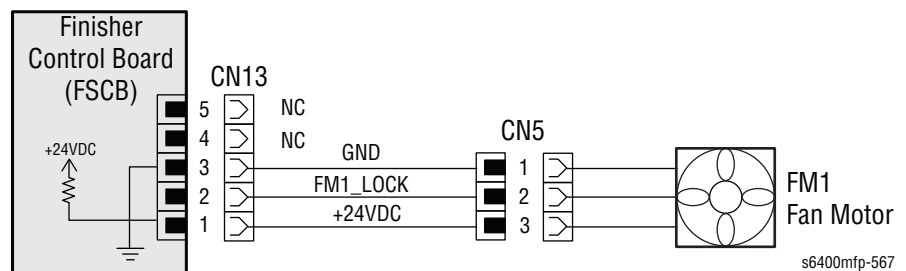 Finisher
Control Board
(FSCB)
+24VDC
CN13
5 NC
4 NC
3 GND
2 FM1_LOCK
1 +24VDC
CN5
1
2
3
FM1
Fan Motor
s6400mfp-567